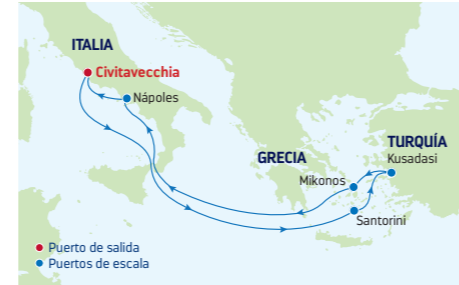 ITALIA
Civitavecchia
Nápoles
GRECIA
TURQUÍA
Kusadasi
Mikonos
Santorini
Puerto de salida
Puertos de escala